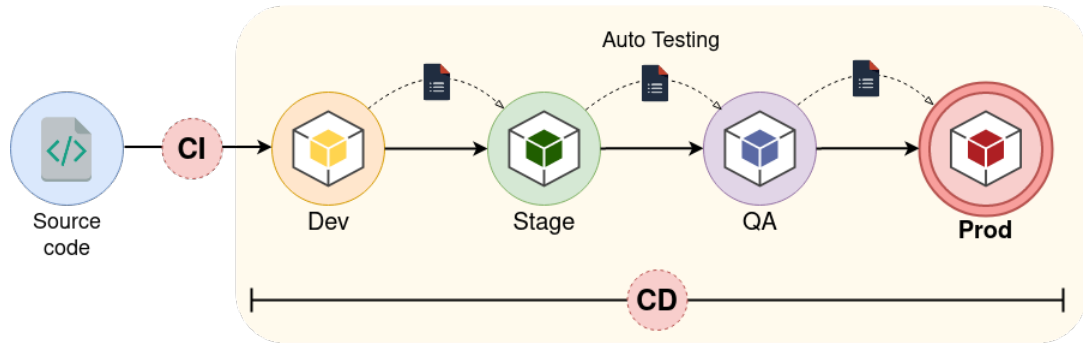 Auto Testing
CI
Source
code
Dev
Stage
QA
Prod
CD